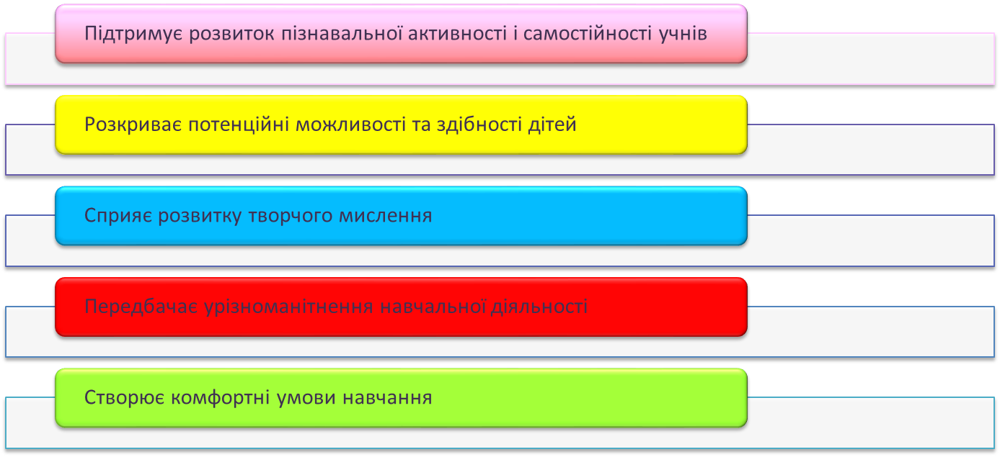 Підтримує розвиток пізнавальної активності і самостійності учнів
Розкриває потенційні можливості та здібності дітей
Сприяє розвитку творчого мислення
Передбачає урізноманітнення навчальної діяльності
Створює комфортні умови навчання